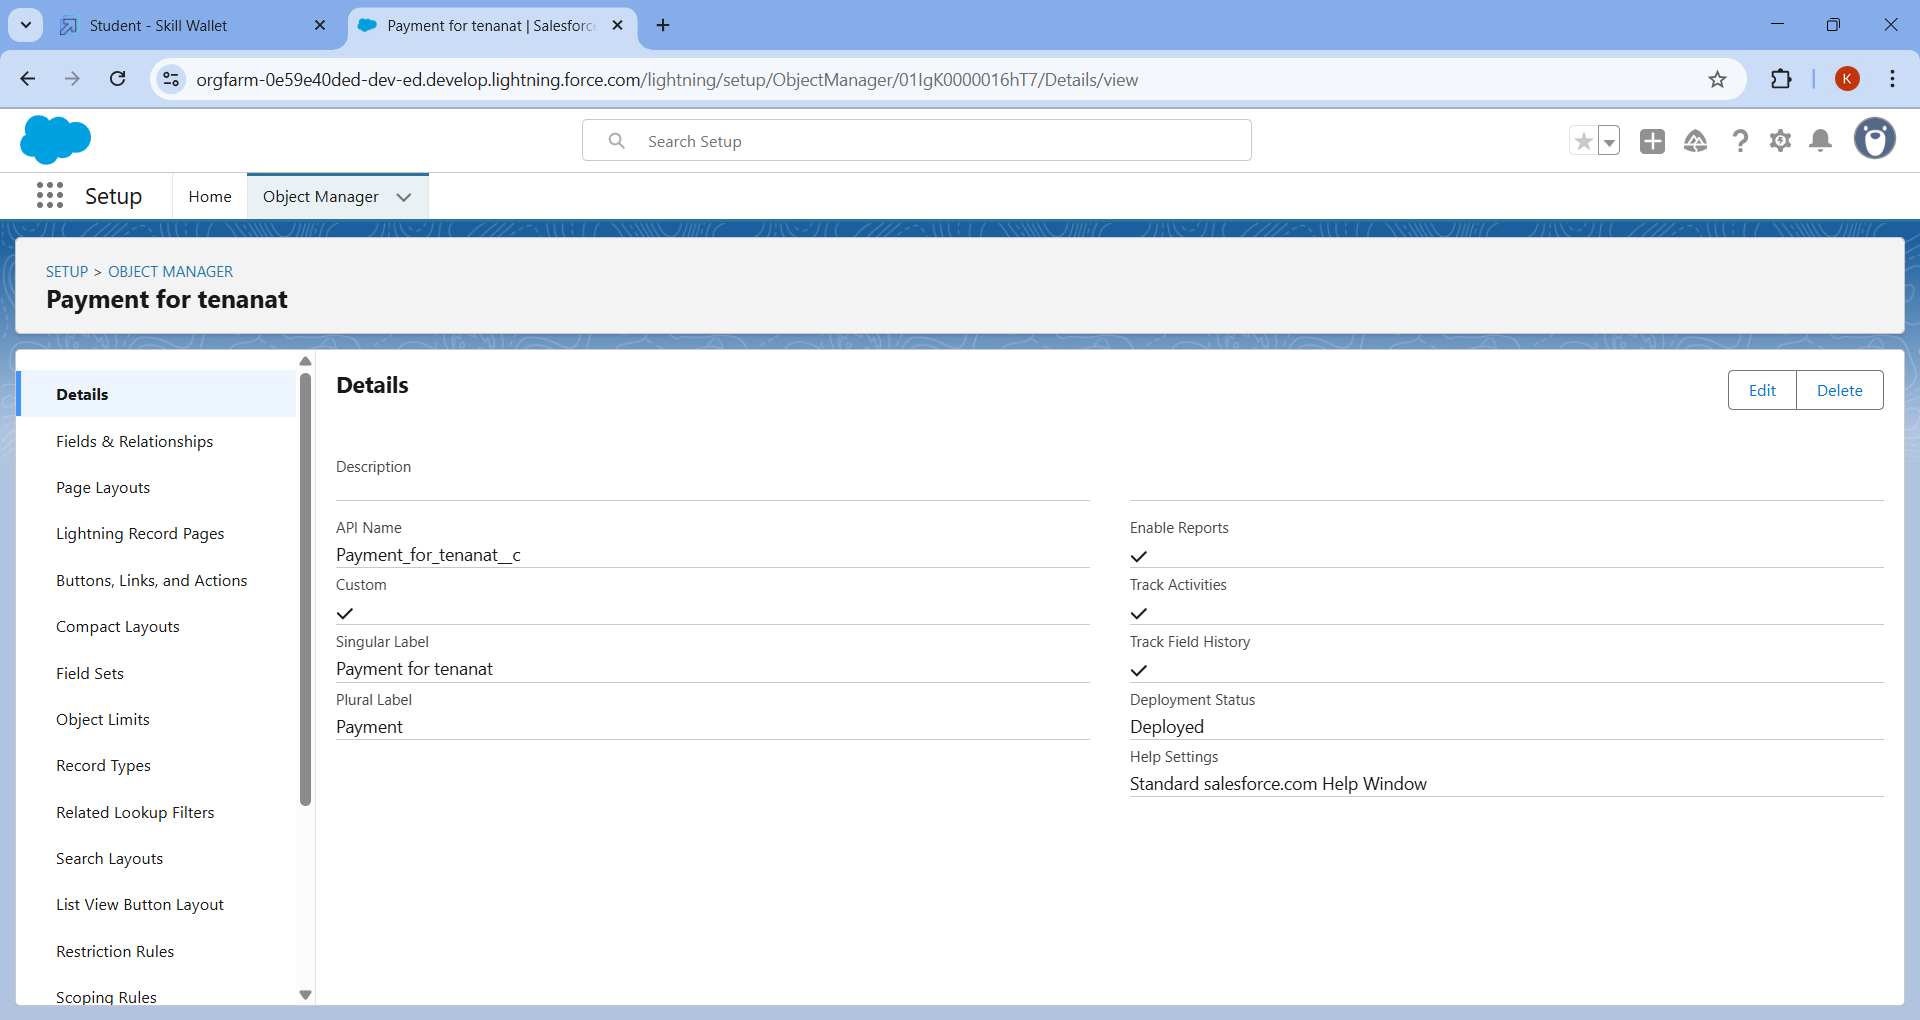 Student - Skill Wallet
Payment for tenanat | Salesforce
orgfarm-0e59e40ded-dev-ed.develop.lightning.force.com/lightning/setup/ObjectManager/01IgK0000016hT7/Details/view
K
Search Setup
Setup
Home
Object Manager
SETUP > OBJECT MANAGER
Payment for tenanat
Details
Fields & Relationships
Page Layouts
Lightning Record Pages
Buttons, Links, and Actions
Compact Layouts
Field Sets
Object Limits
Record Types
Related Lookup Filters
Search Layouts
List View Button Layout
Restriction Rules
Scoping Rules
Details
Edit
Delete
Description
API Name
Payment_for_tenanat__c
Custom
Singular Label
Payment for tenanat
Plural Label
Payment
Enable Reports
Track Activities
Track Field History
Deployment Status
Deployed
Help Settings
Standard salesforce.com Help Window